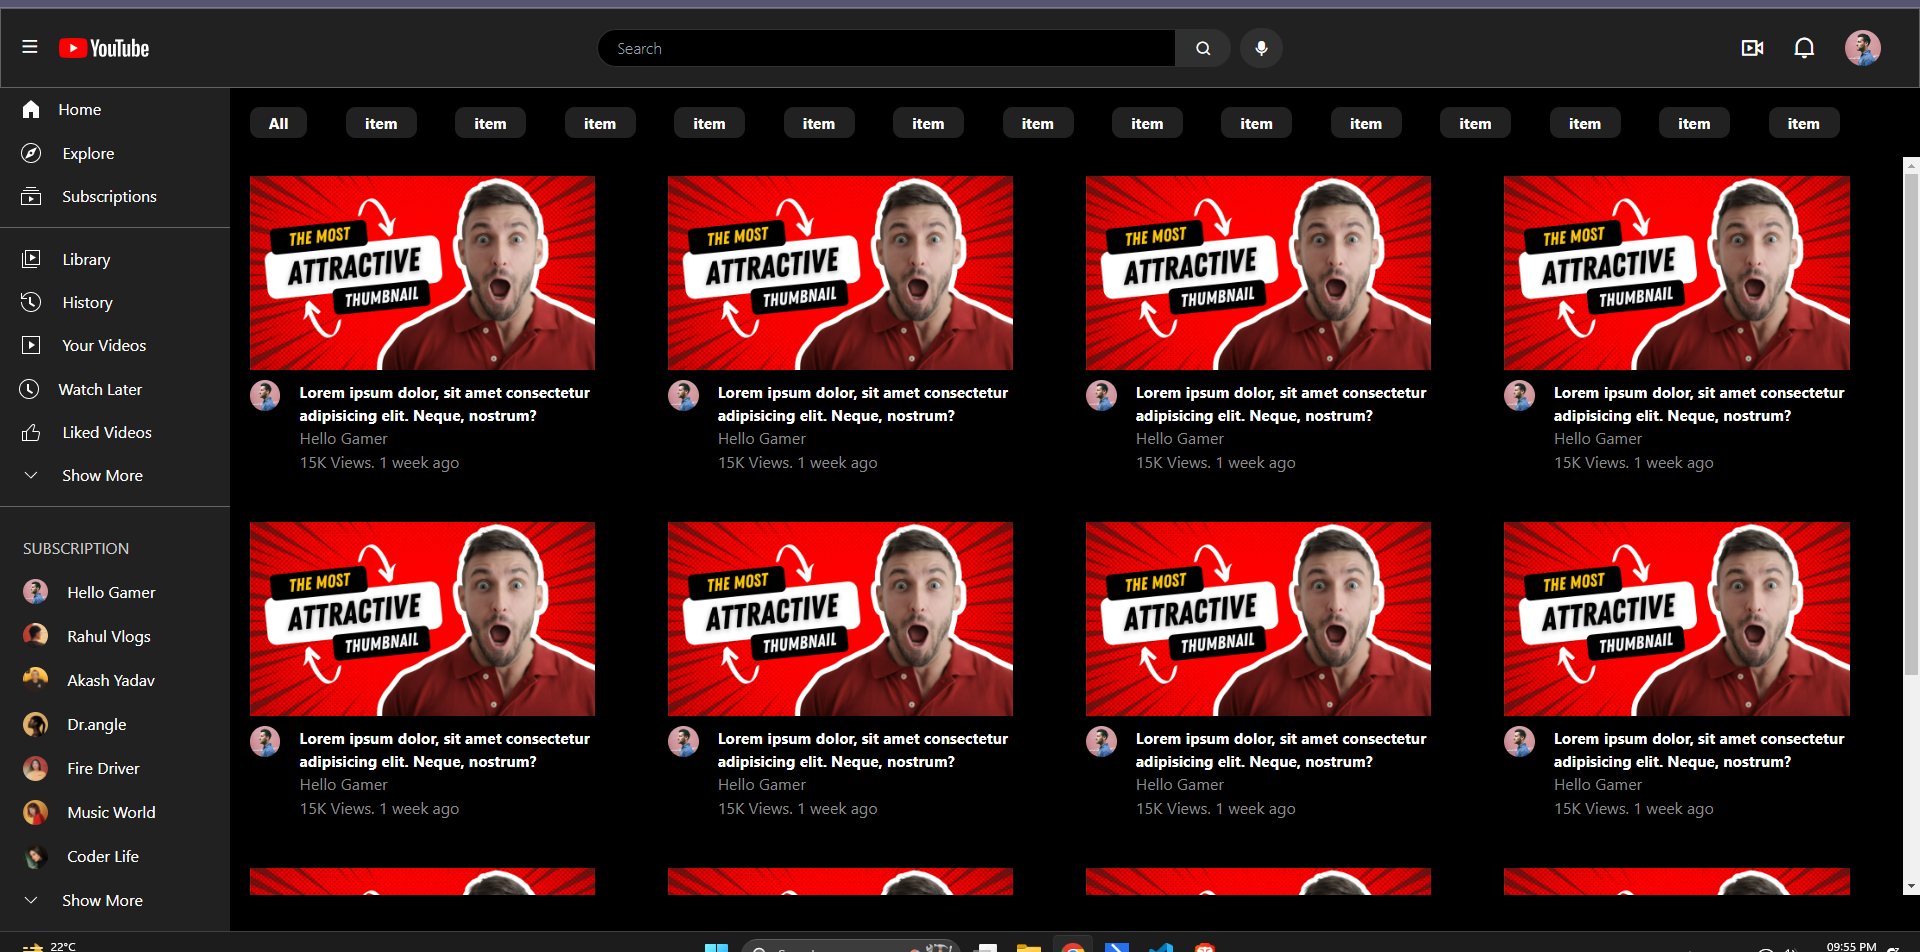 YouTube
Search
Home
Explore
Subscriptions
Library
History
Your Videos
Watch Later
Liked Videos
Show More
SUBSCRIPTION
Hello Gamer
Rahul Vlogs
Akash Yadav
Dr.angle
Fire Driver
Music World
Coder Life
Show More
All item item item item item item item item item item item item item item
THE MOST
ATTRACTIVE
THUMBNAIL
THE MOST
ATTRACTIVE
THUMBNAIL
THE MOST
ATTRACTIVE
THUMBNAIL
THE MOST
ATTRACTIVE
THUMBNAIL
Lorem ipsum dolor, sit amet consectetur
adipisicing elit. Neque, nostrum?
Hello Gamer
15K Views. 1 week ago
Lorem ipsum dolor, sit amet consectetur
adipisicing elit. Neque, nostrum?
Hello Gamer
15K Views. 1 week ago
Lorem ipsum dolor, sit amet consectetur
adipisicing elit. Neque, nostrum?
Hello Gamer
15K Views. 1 week ago
Lorem ipsum dolor, sit amet consectetur
adipisicing elit. Neque, nostrum?
Hello Gamer
15K Views. 1 week ago
THE MOST
ATTRACTIVE
THUMBNAIL
THE MOST
ATTRACTIVE
THUMBNAIL
THE MOST
ATTRACTIVE
THUMBNAIL
THE MOST
ATTRACTIVE
THUMBNAIL
Lorem ipsum dolor, sit amet consectetur
adipisicing elit. Neque, nostrum?
Hello Gamer
15K Views. 1 week ago
Lorem ipsum dolor, sit amet consectetur
adipisicing elit. Neque, nostrum?
Hello Gamer
15K Views. 1 week ago
Lorem ipsum dolor, sit amet consectetur
adipisicing elit. Neque, nostrum?
Hello Gamer
15K Views. 1 week ago
Lorem ipsum dolor, sit amet consectetur
adipisicing elit. Neque, nostrum?
Hello Gamer
15K Views. 1 week ago
22°C
09:55 PM